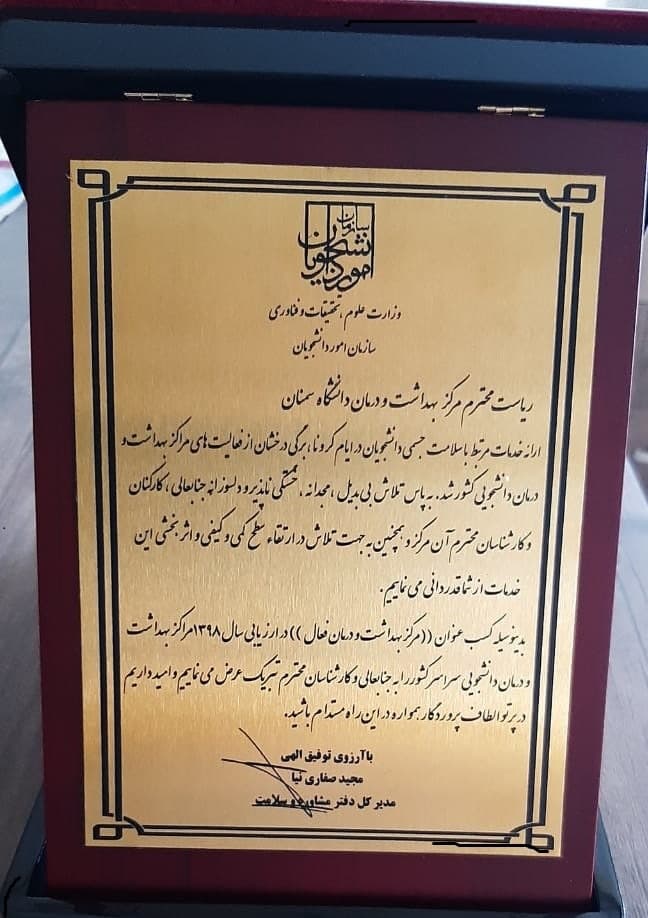 سازمان
امور دانشجویان
وزارت علوم، تحقیقات و فناوری
سازمان امور دانشجویان
ریاست محترم مرکز بهداشت و درمان دانشگاه سمنان
ارائه خدمات مرتبط با سلامت جسمی دانشجویان در ایام کرونا، برگی درخشان از فعالیت های مراکز بهداشت و
درمان دانشجویی کشور شد. به پاس تلاش بی بدیل، مجدانه، خستگی ناپذیر و دلسوزانه جنابعالی، کارکنان
و کارشناسان محترم آن مرکز و همچنین به جهت تلاش در ارتقاء سطح کمی و کیفی و اثربخشی این
خدمات از شما قدردانی می نماییم.
بدینوسیله کسب عنوان ((مرکز بهداشت و درمان فعال)) در ارزیابی سال ۱۳۹۸ مراکز بهداشت
و درمان دانشجویی سراسر کشور را به جنابعالی و کارشناسان محترم تبریک عرض می نماییم و امید داریم
در پرتو الطاف پروردگار همواره در این راه مستدام باشید.
با آرزوی توفیق الهی
مجید صفاری نیا
مدیر کل دفتر مشاوره و سلامت